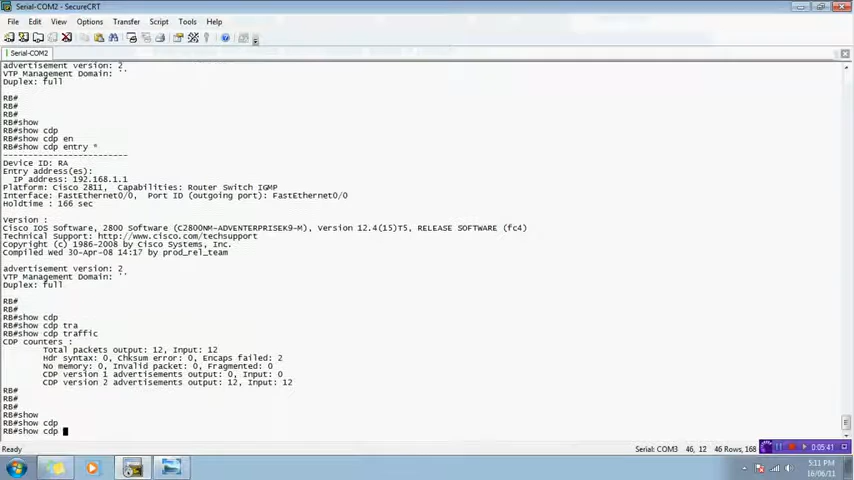 Serial-COM2 - SecureCRT
File Edit View Options Transfer Script Tools Help
Serial-COM2
advertisement version: 2
VTP Management Domain: ''
Duplex: full
RB#
RB#
RB#
RB#show
RB#show cdp
RB#show cdp en
RB#show cdp entry *
-------------------------
Device ID: RA
Entry address(es):
IP address: 192.168.1.1
Platform: Cisco 2811, Capabilities: Router Switch IGMP
Interface: FastEthernet0/0, Port ID (outgoing port): FastEthernet0/0
Holdtime : 166 sec
Version :
Cisco IOS Software, 2800 Software (C2800NM-ADVENTERPRISEK9-M), Version 12.4(15)T5, RELEASE SOFTWARE (fc4)
Technical Support: http://www.cisco.com/techsupport
Copyright (c) 1986-2008 by Cisco Systems, Inc.
Compiled Wed 30-Apr-08 14:17 by prod_rel_team
advertisement version: 2
VTP Management Domain: ''
Duplex: full
RB#
RB#
RB#show cdp
RB#show cdp tra
RB#show cdp traffic
CDP counters :
Total packets output: 12, Input: 12
Hdr syntax: 0, Chksum error: 0, Encaps failed: 2
No memory: 0, Invalid packet: 0, Fragmented: 0
CDP version 1 advertisements output: 0, Input: 0
CDP version 2 advertisements output: 12, Input: 12
RB#
RB#
RB#
RB#show
RB#show cdp
RB#show cdp
Ready Serial: COM3 46, 12 46 Rows, 168 0:05:41
5:11 PM
16/06/11